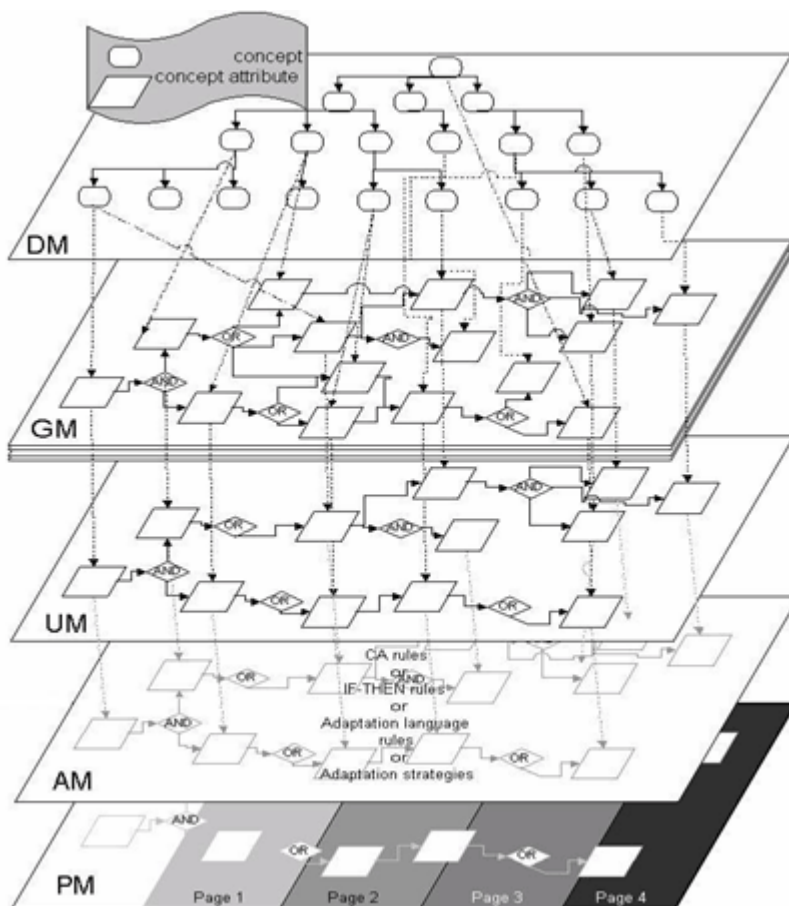 concept
concept attribute
DM
AND
OR
AND
AND
OR
OR
GM
AND
OR
AND
AND
OR
OR
UM
CA rules
or
IF-THEN rules
or
Adaptation language
rules
or
Adaptation strategies
AND
OR
AND
AND
OR
OR
AM
AND
OR
OR
PM
Page 1
Page 2
Page 3
Page 4